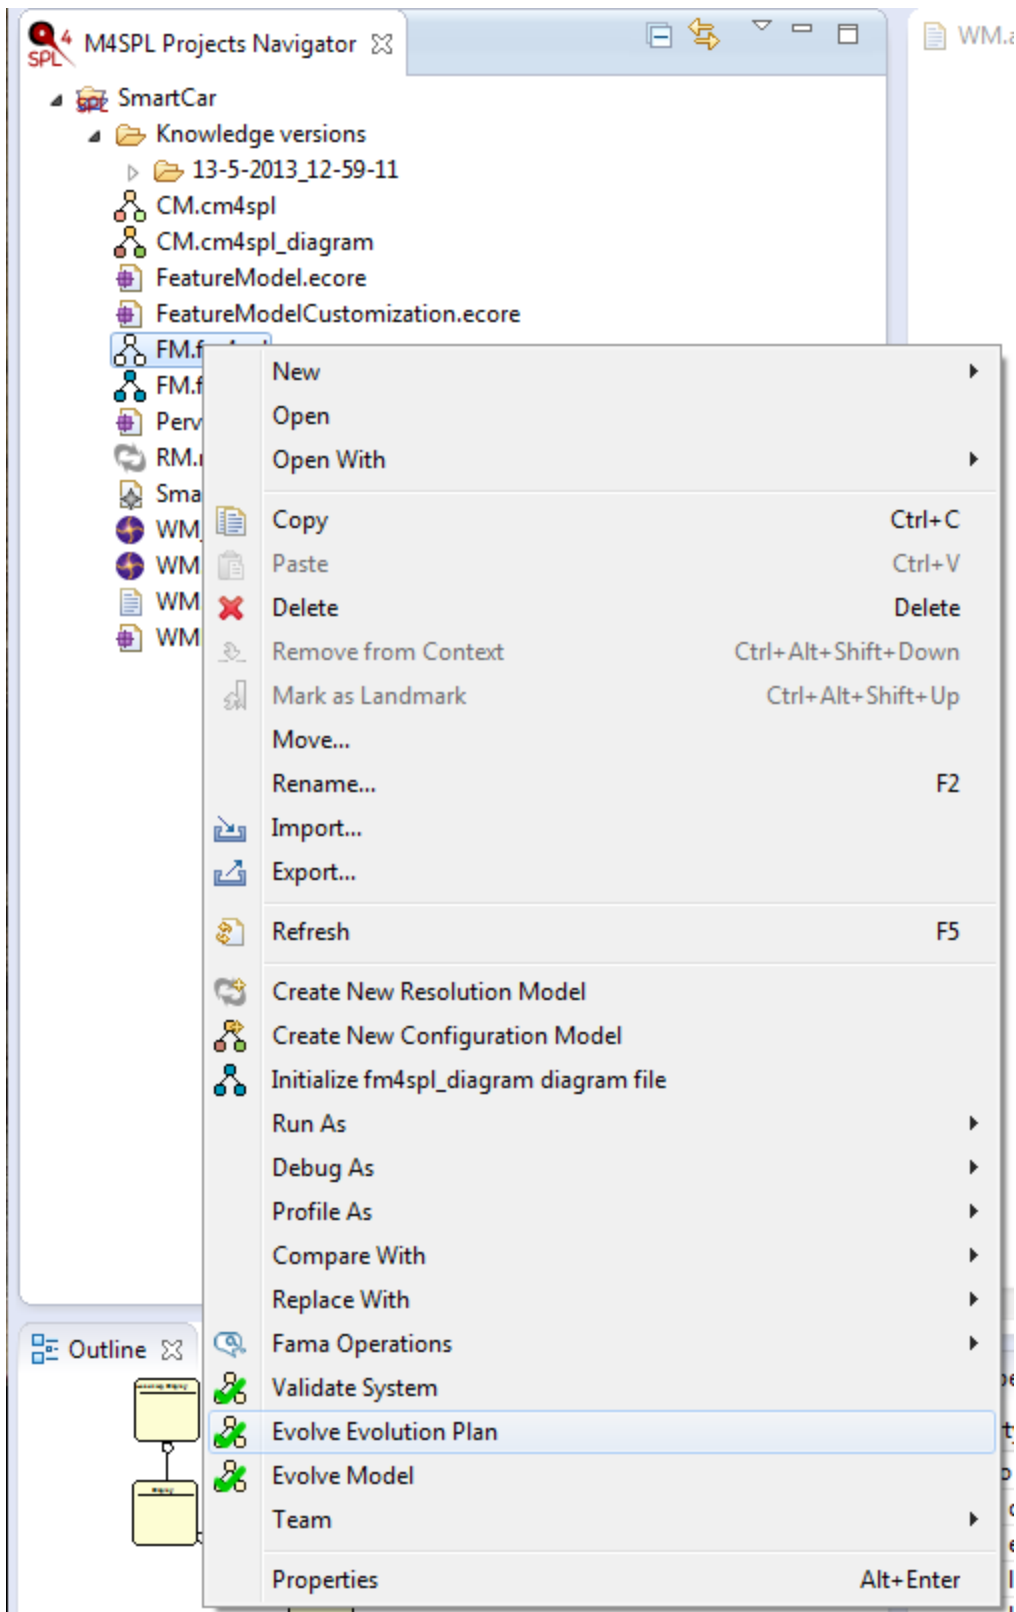 4
SPL
M4SPL Projects Navigator
WM.a
SmartCar
SPL
Knowledge versions
13-5-2013_12-59-11
CM.cm4spl
CM.cm4spl_diagram
FeatureModel.ecore
FeatureModelCustomization.ecore
FM.f
FM.f
Perv
RM.
Sma
WM_
WM
WM
WM
New
Open
Open With
Copy Ctrl+C
Paste Ctrl+V
Delete Delete
Remove from Context Ctrl+Alt+Shift+Down
Mark as Landmark Ctrl+Alt+Shift+Up
Move...
Rename... F2
Import...
Export...
Refresh F5
Create New Resolution Model
Create New Configuration Model
Initialize fm4spl_diagram diagram file
Run As
Debug As
Profile As
Compare With
Replace With
Fama Operations
Validate System
Evolve Evolution Plan
Evolve Model
Team
Properties Alt+Enter
Outline